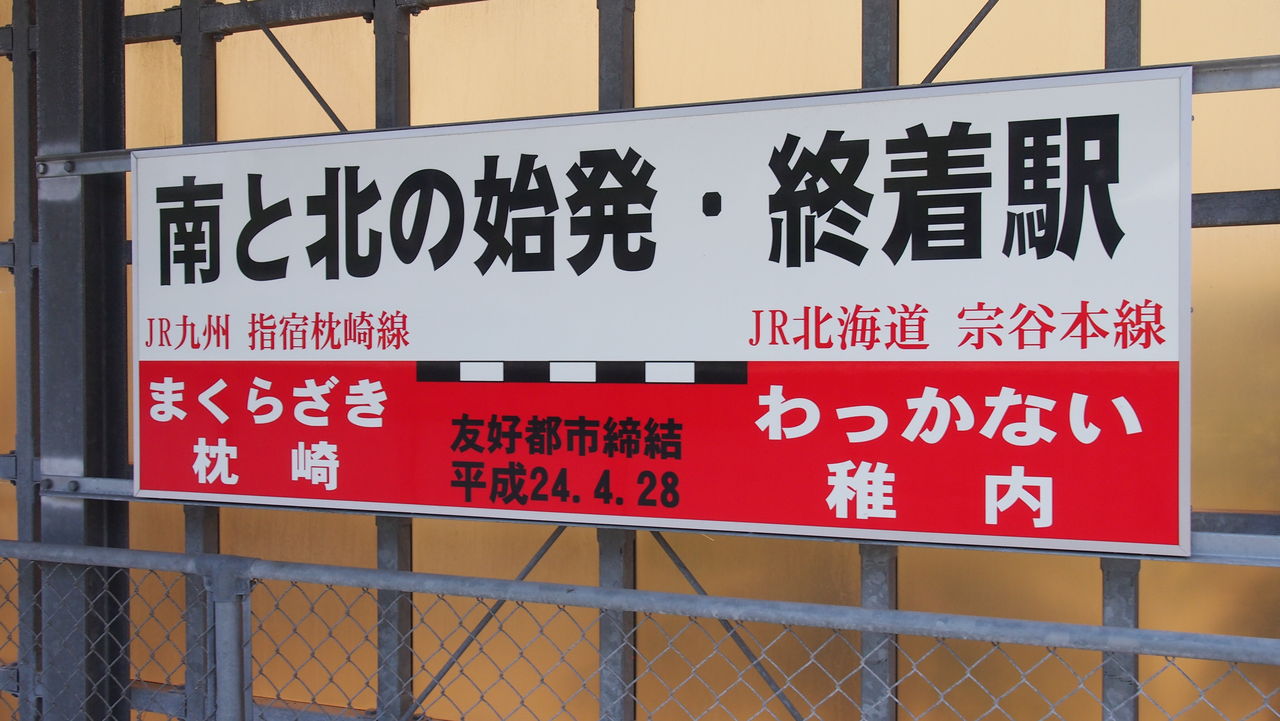 南と北の始発・終着駅
JR九州 指宿枕崎線
JR北海道 宗谷本線
まくらざき
枕崎
友好都市締結
平成24.4.28
わっかない
稚内